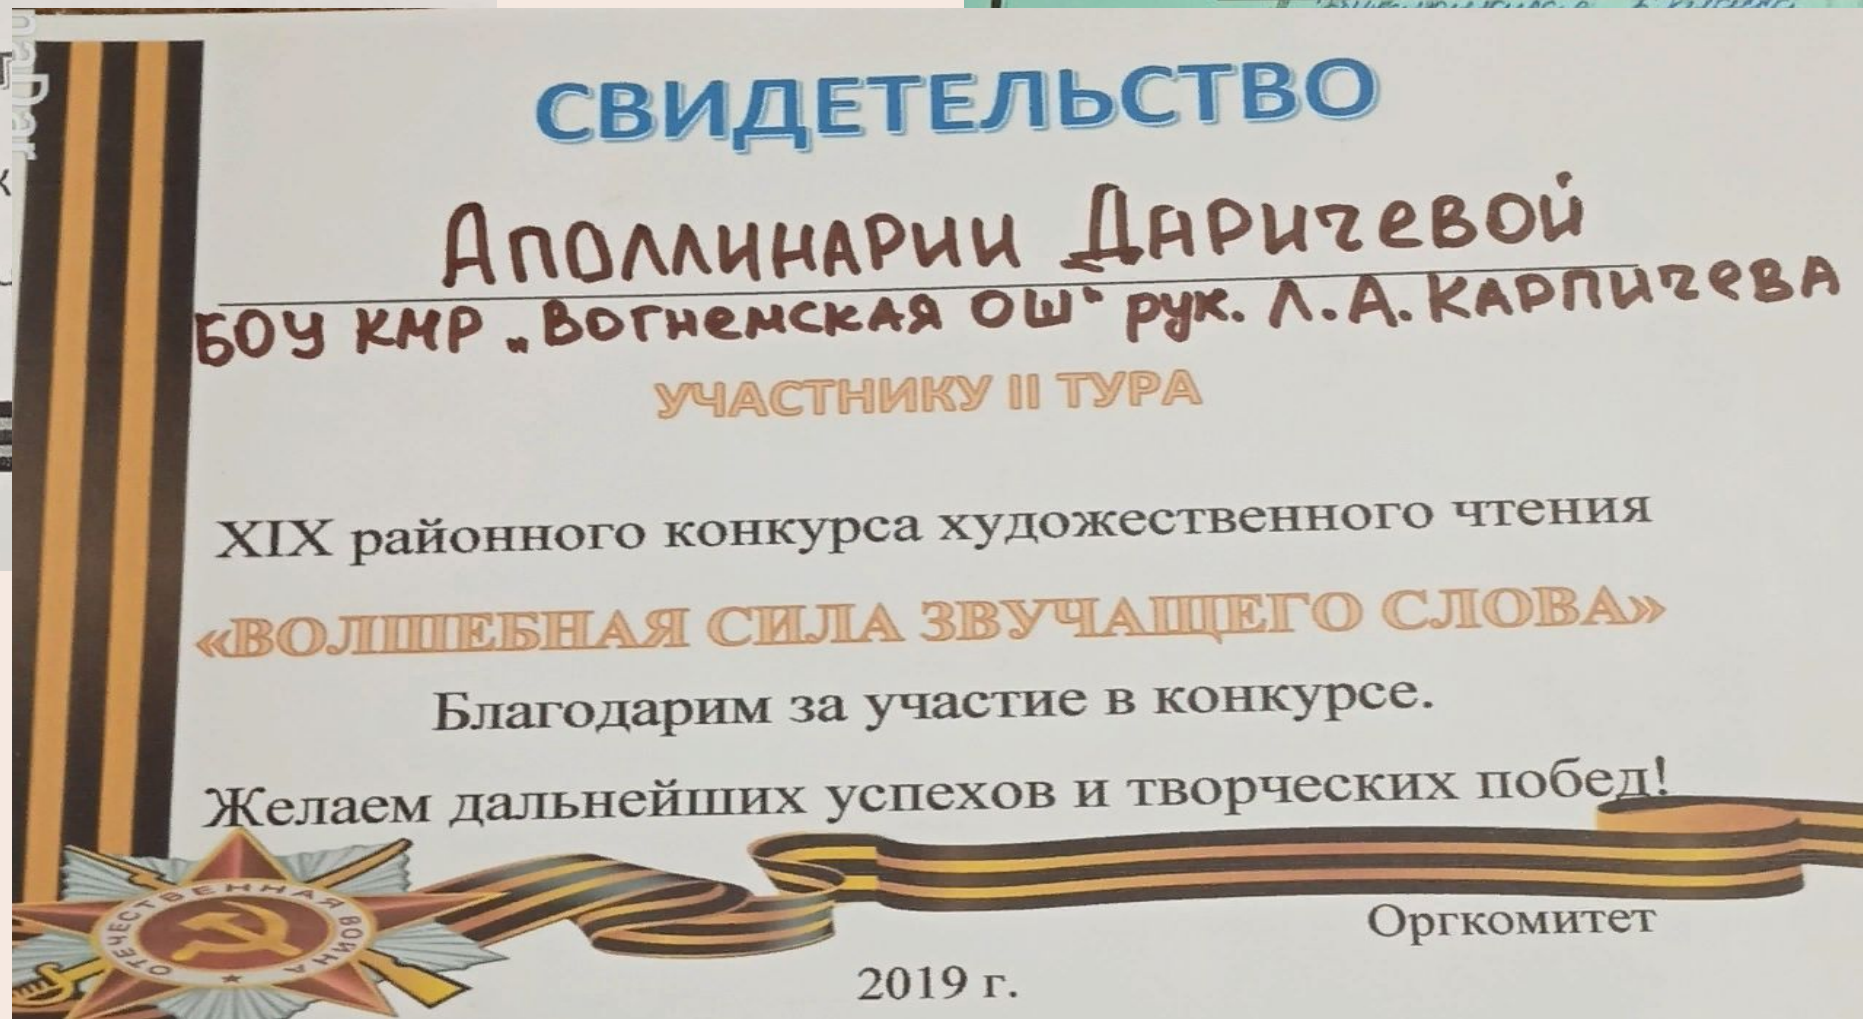 СВИДЕТЕЛЬСТВО
Аполлинарии Даричевой
БОУ КМР „Вогнемская ОШ“ рук. Л.А. Карпичева
УЧАСТНИКУ II ТУРА
XIX районного конкурса художественного чтения
«ВОЛШЕБНАЯ СИЛА ЗВУЧАЩЕГО СЛОВА»
Благодарим за участие в конкурсе.
Желаем дальнейших успехов и творческих побед!
ОТЕЧЕСТВЕННАЯ ВОЙНА
Оргкомитет
2019 г.